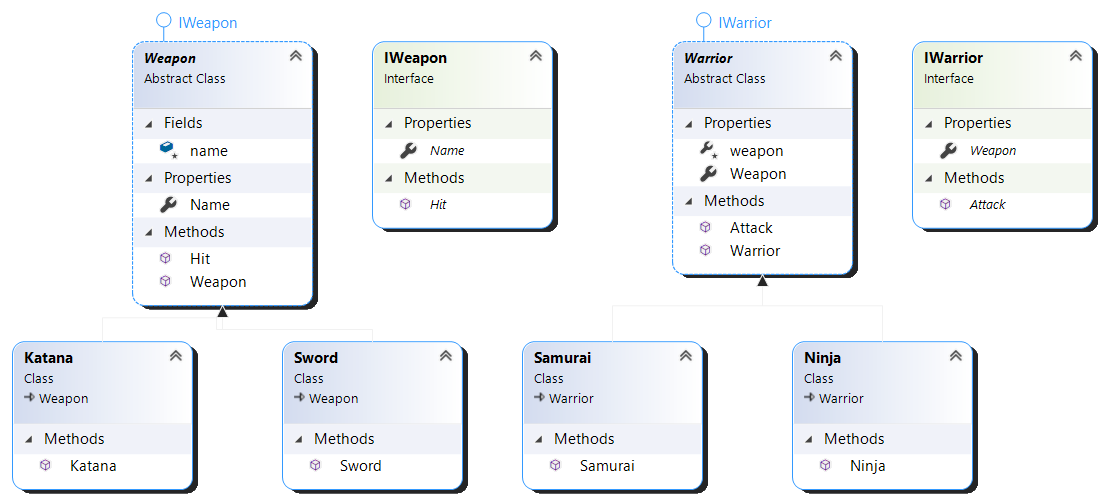 IWeapon
Weapon
Abstract Class
Fields
name
Properties
Name
Methods
Hit
Weapon
IWeapon
Interface
Properties
Name
Methods
Hit
IWarrior
Warrior
Abstract Class
Properties
weapon
Weapon
Methods
Attack
Warrior
IWarrior
Interface
Properties
Weapon
Methods
Attack
Katana
Class
Weapon
Methods
Katana
Sword
Class
Weapon
Methods
Sword
Samurai
Class
Warrior
Methods
Samurai
Ninja
Class
Warrior
Methods
Ninja